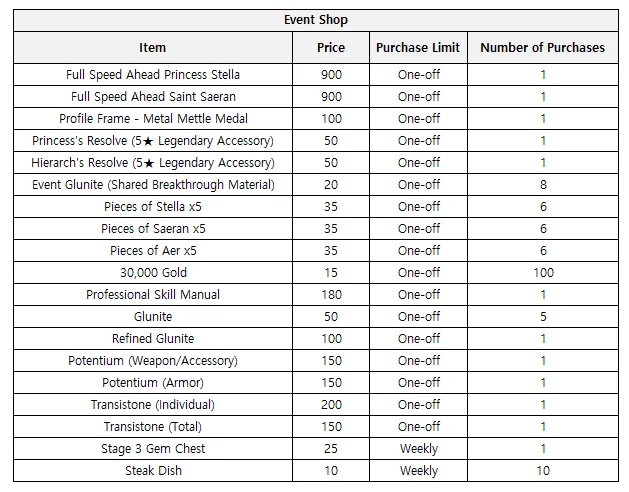 Event Shop
Item Price Purchase Limit Number of Purchases
Full Speed Ahead Princess Stella 900 One-off 1
Full Speed Ahead Saint Saeran 900 One-off 1
Profile Frame - Metal Mettle Medal 100 One-off 1
Princess's Resolve (5★ Legendary Accessory) 50 One-off 1
Hierarch's Resolve (5★ Legendary Accessory) 50 One-off 1
Event Glunite (Shared Breakthrough Material) 20 One-off 8
Pieces of Stella x5 35 One-off 6
Pieces of Saeran x5 35 One-off 6
Pieces of Aer x5 35 One-off 6
30,000 Gold 15 One-off 100
Professional Skill Manual 180 One-off 1
Glunite 50 One-off 5
Refined Glunite 100 One-off 1
Potentium (Weapon/Accessory) 150 One-off 1
Potentium (Armor) 150 One-off 1
Transistone (Individual) 200 One-off 1
Transistone (Total) 150 One-off 1
Stage 3 Gem Chest 25 Weekly 1
Steak Dish 10 Weekly 10